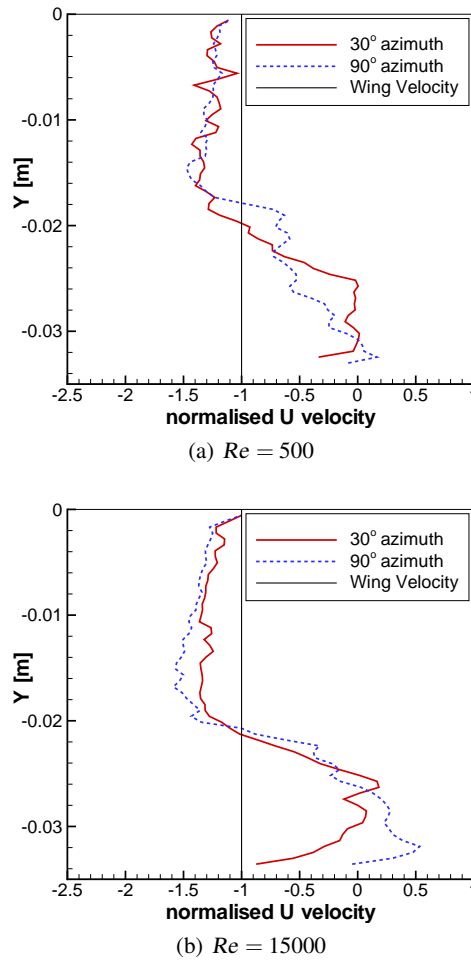 0
-0.01
-0.02
-0.03
Y [m]
30° azimuth
90° azimuth
Wing Velocity
-2.5 -2 -1.5 -1 -0.5 0 0.5 1
normalised U velocity
(a) Re = 500
0
-0.01
-0.02
-0.03
Y [m]
30° azimuth
90° azimuth
Wing Velocity
-2.5 -2 -1.5 -1 -0.5 0 0.5 1
normalised U velocity
(b) Re = 15000